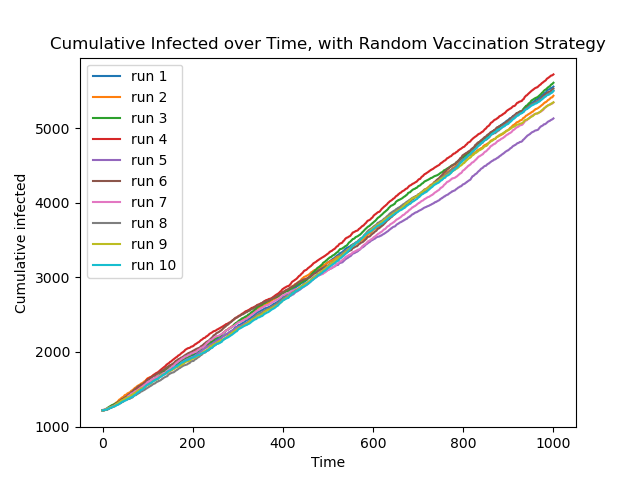 Cumulative Infected over Time, with Random Vaccination Strategy
run 1
run 2
run 3
run 4
run 5
run 6
run 7
run 8
run 9
run 10
Cumulative infected
5000
4000
3000
2000
1000
0 200 400 600 800 1000
Time